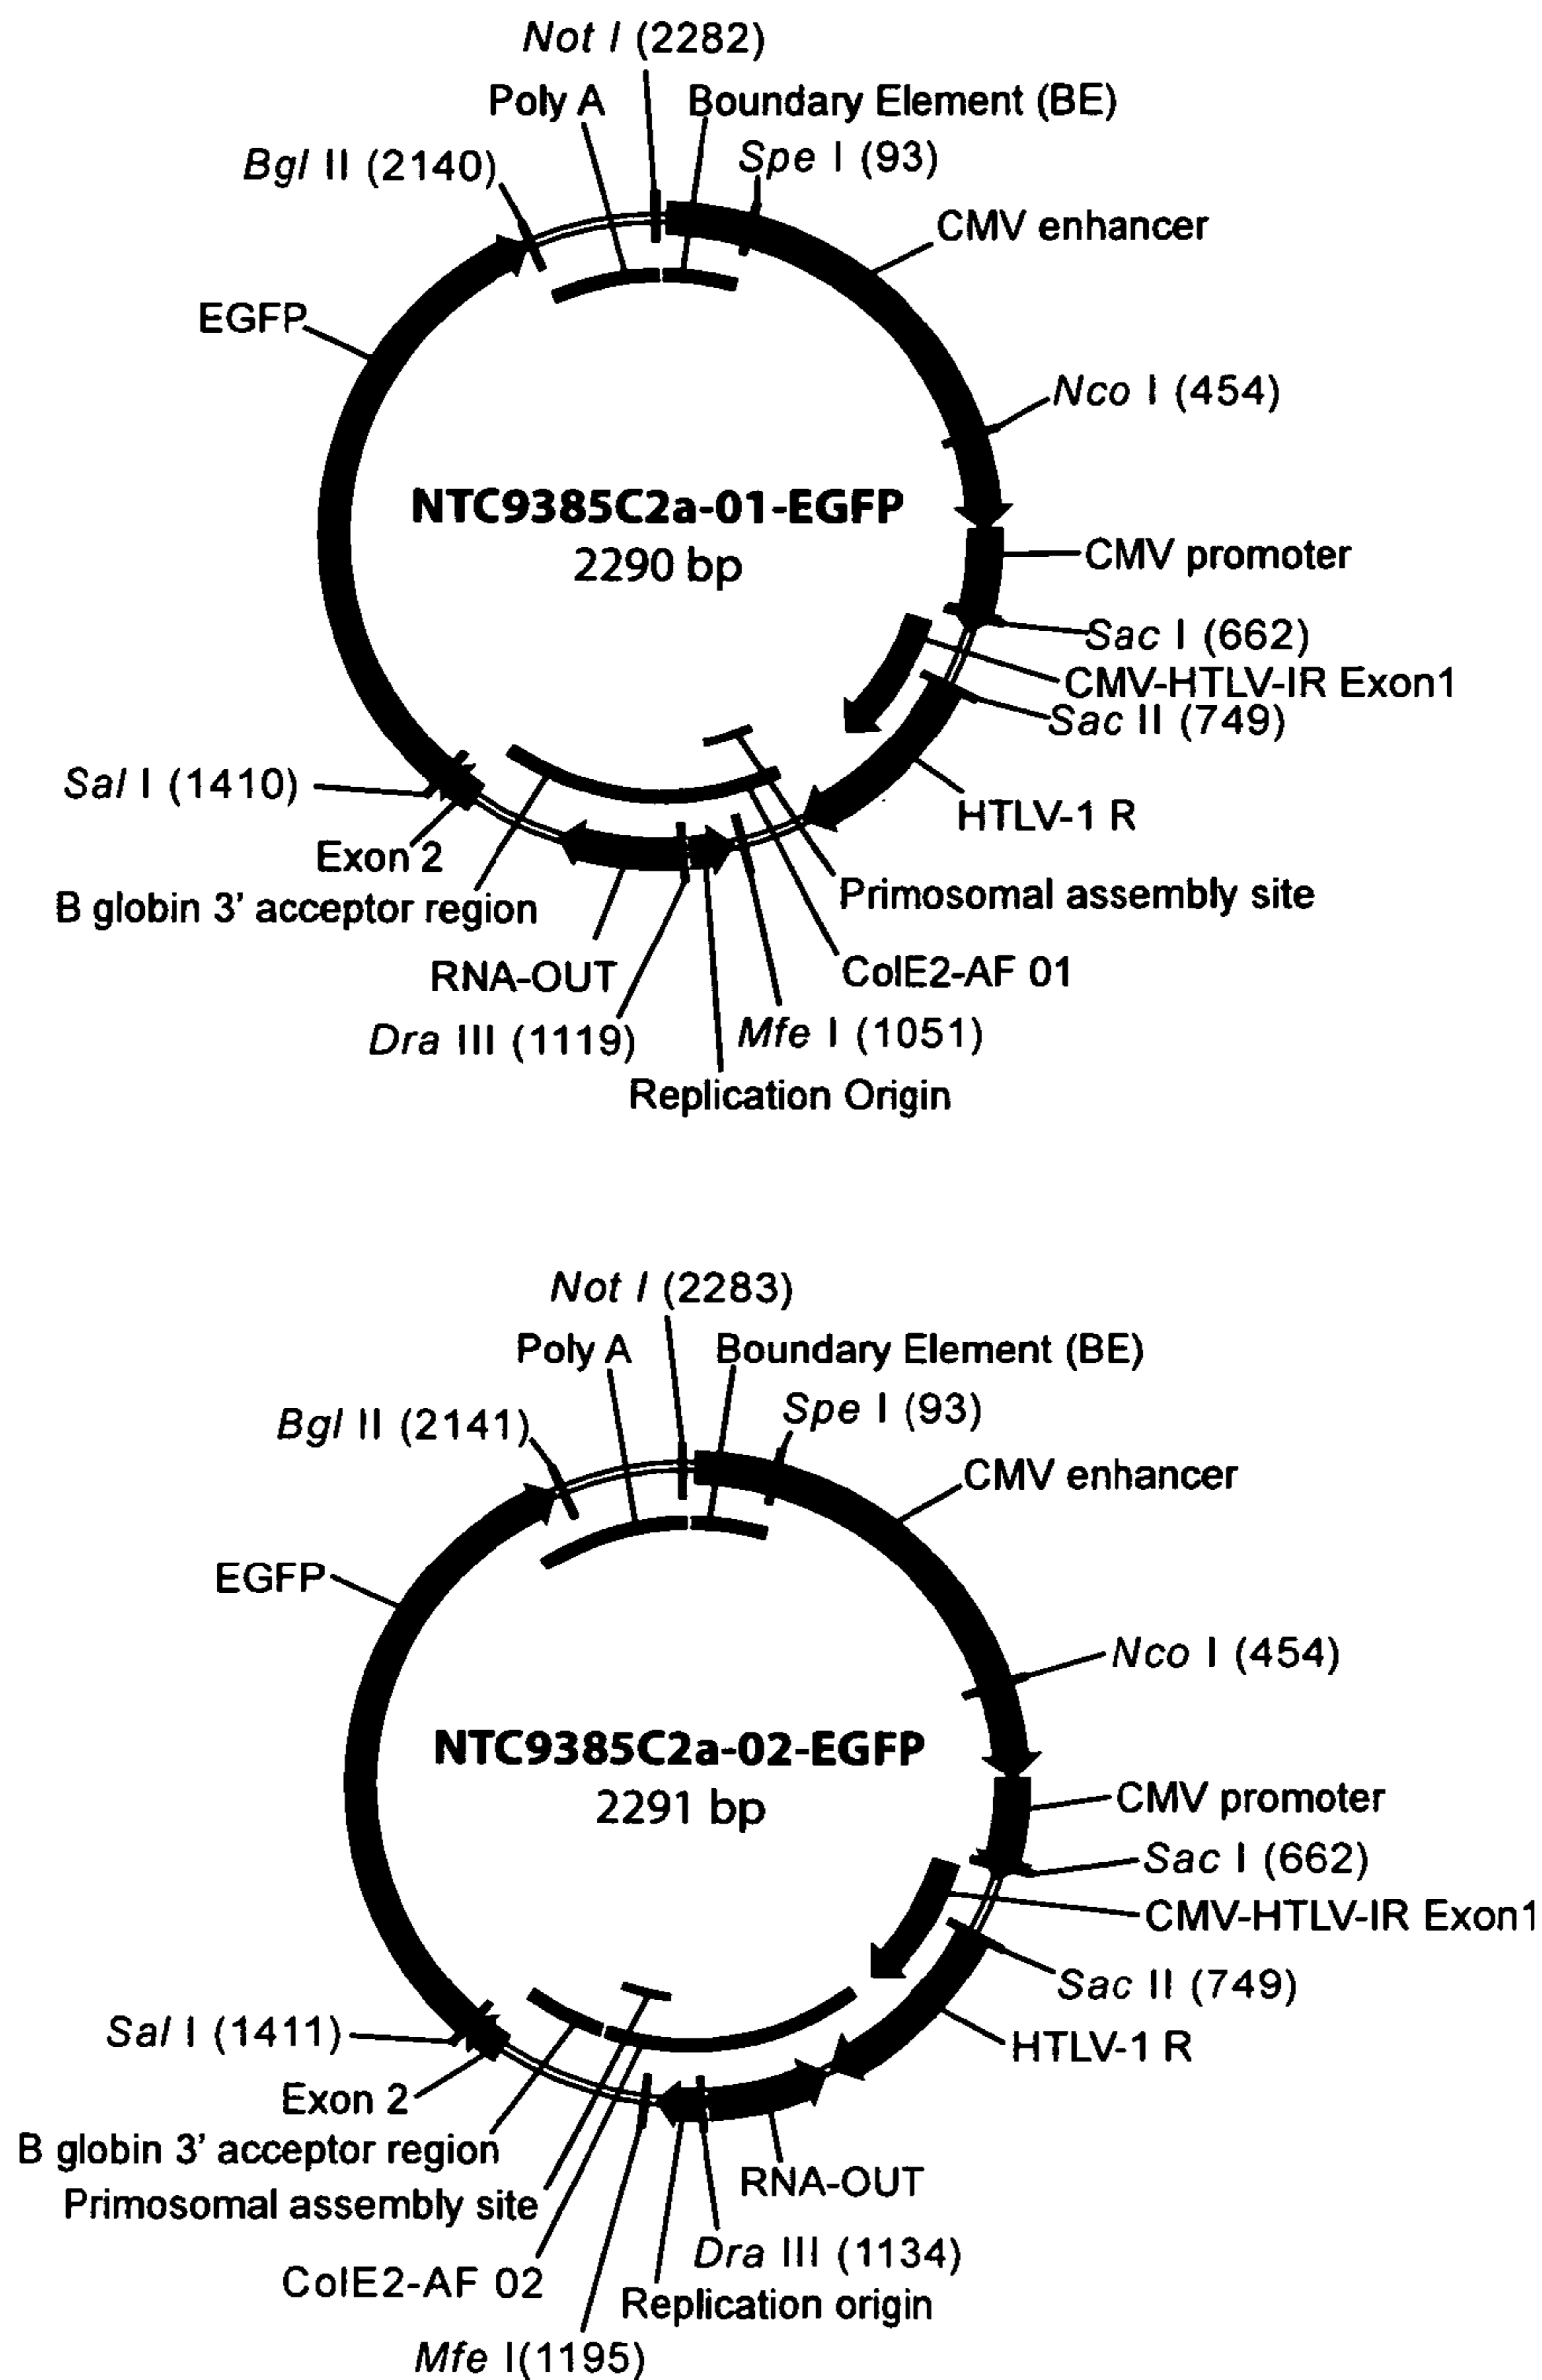 Not I (2282)
Poly A
Boundary Element (BE)
Bgl II (2140)
Spe I (93)
CMV enhancer
EGFP
Nco I (454)
NTC9385C2a-01-EGFP
2290 bp
CMV promoter
Sac I (662)
CMV-HTLV-IR Exon1
Sac II (749)
Sal I (1410)
HTLV-1 R
Exon 2
B globin 3' acceptor region
Primosomal assembly site
RNA-OUT
ColE2-AF 01
Dra III (1119)
Mfe I (1051)
Replication Origin
Not I (2283)
Poly A
Boundary Element (BE)
Bgl II (2141)
Spe I (93)
CMV enhancer
EGFP
Nco I (454)
NTC9385C2a-02-EGFP
2291 bp
CMV promoter
Sac I (662)
CMV-HTLV-IR Exon1
Sac II (749)
Sal I (1411)
HTLV-1 R
Exon 2
B globin 3' acceptor region
RNA-OUT
Primosomal assembly site
Dra III (1134)
ColE2-AF 02
Replication origin
Mfe I(1195)